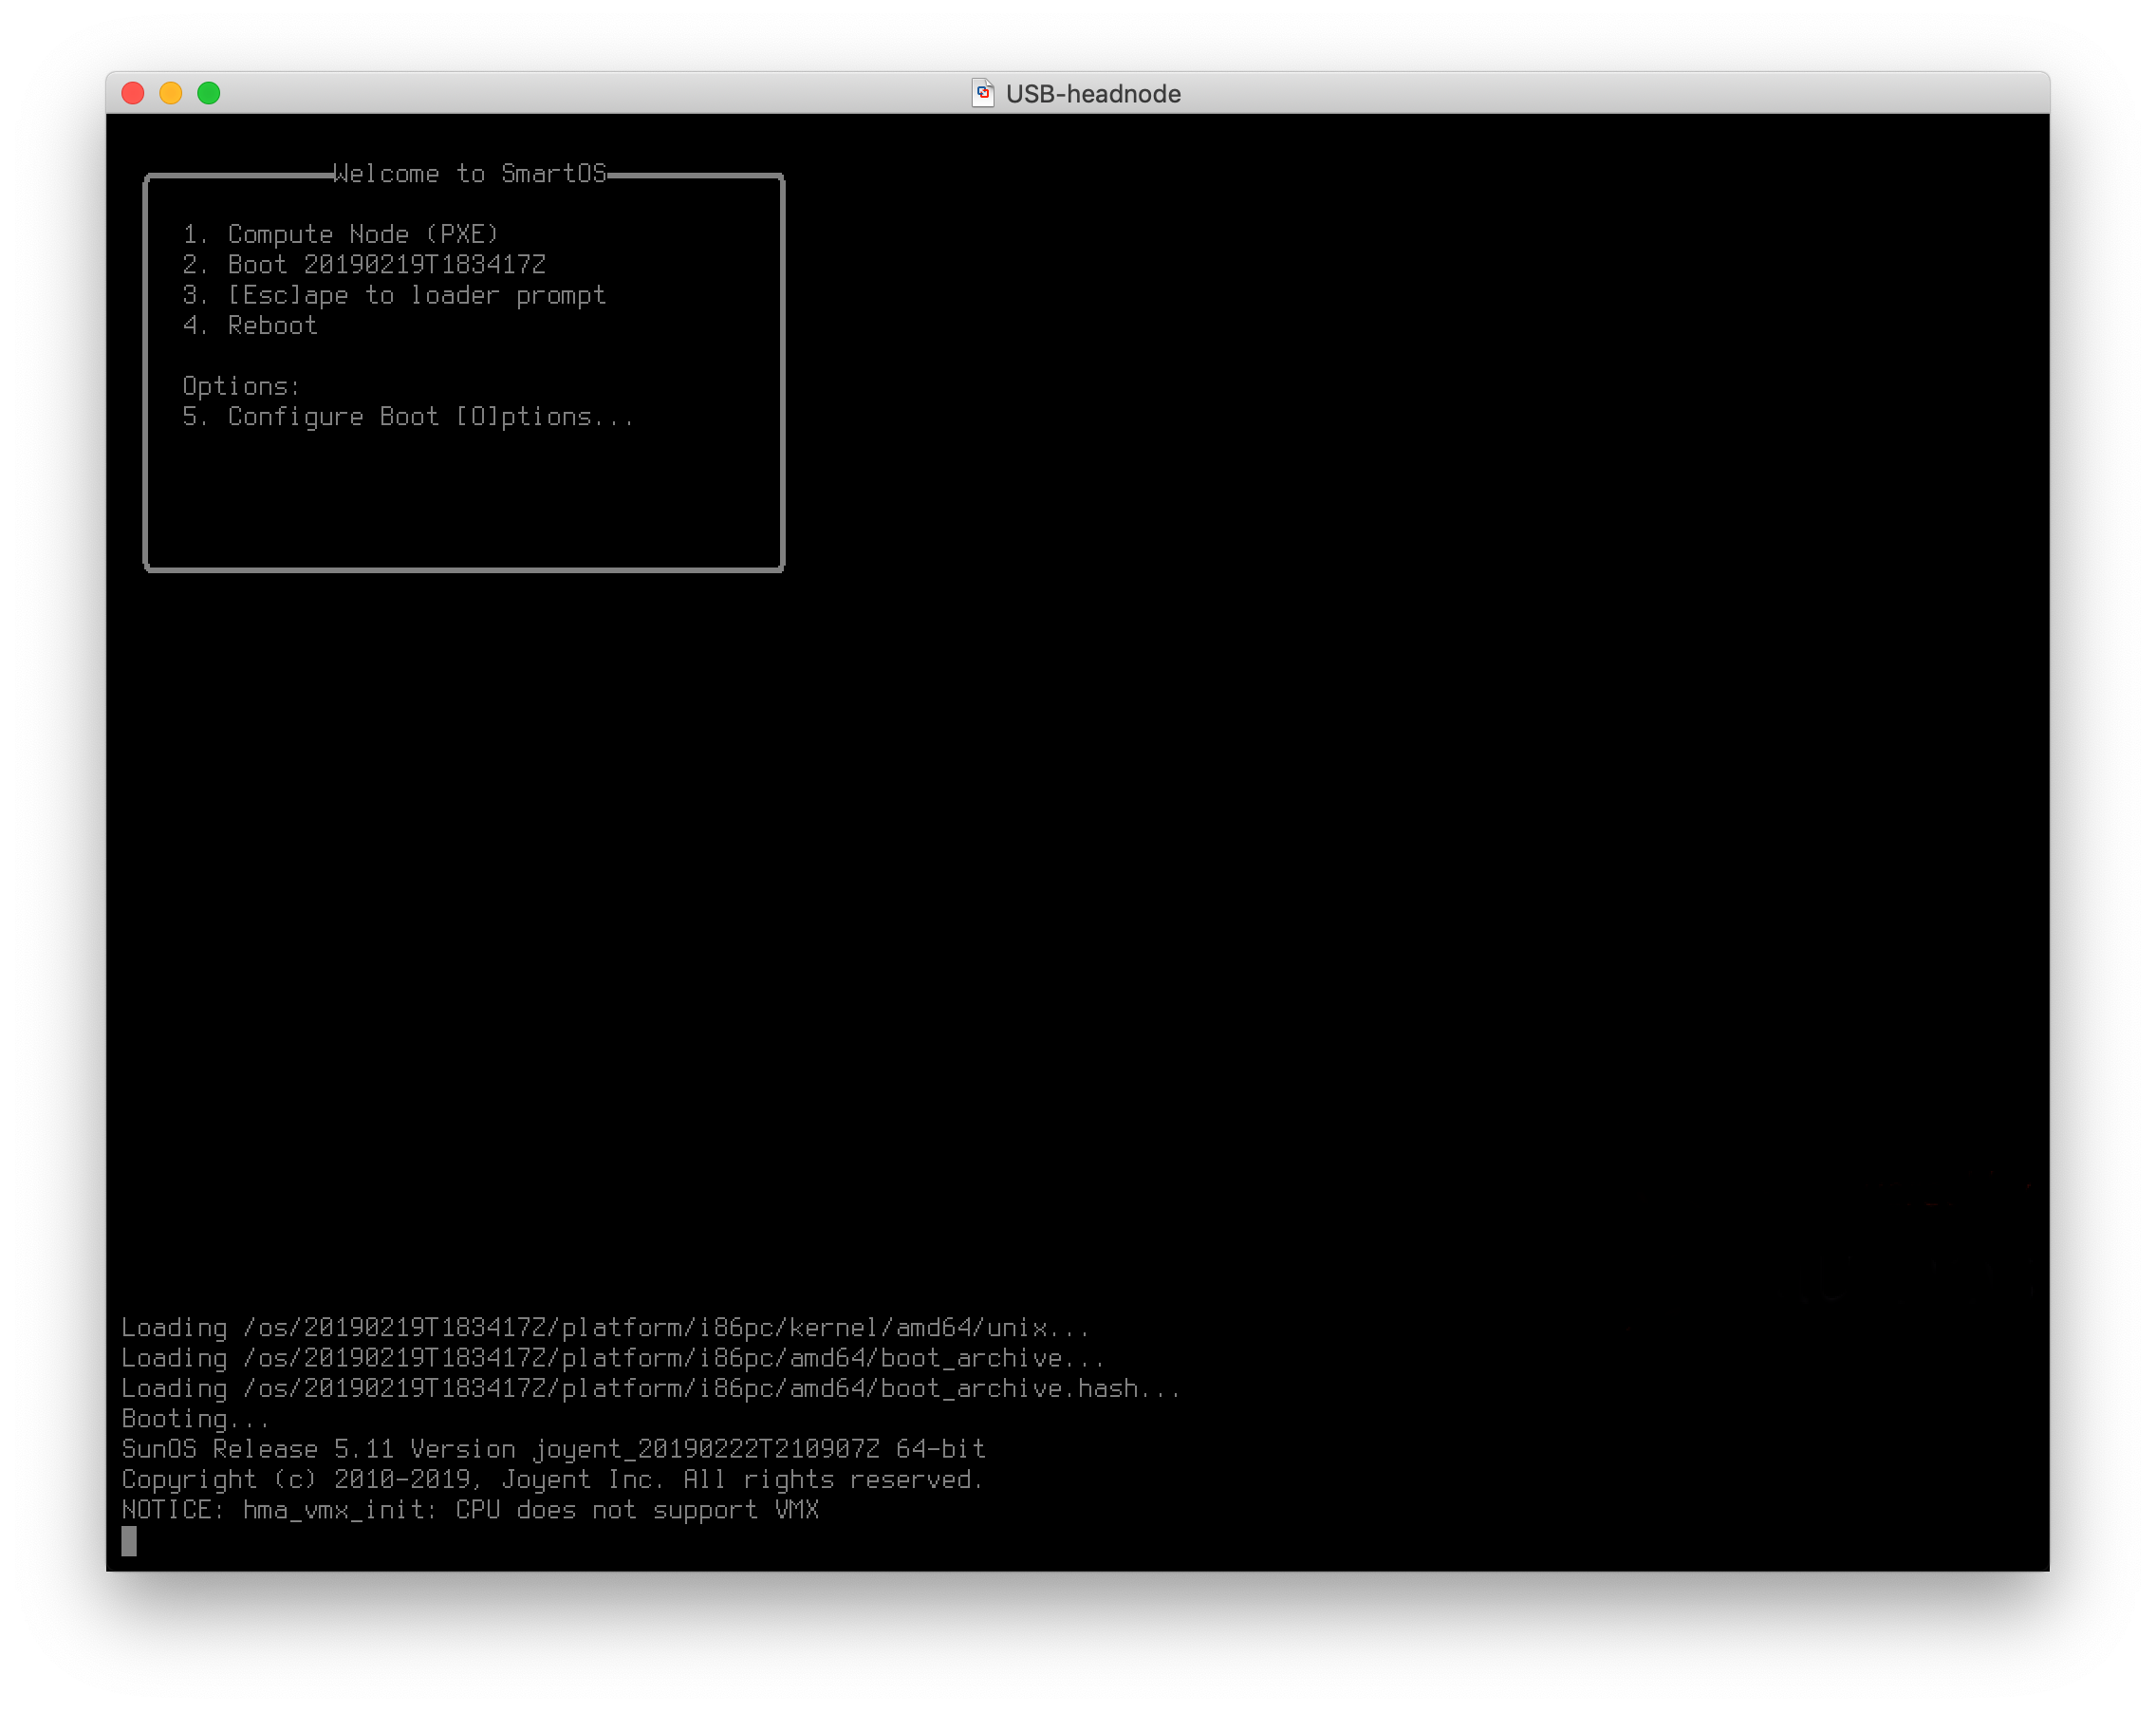 USB-headnode
Welcome to SmartOS
1. Compute Node (PXE)
2. Boot 20190219T183417Z
3. [Esc]ape to loader prompt
4. Reboot
Options:
5. Configure Boot [O]ptions...
Loading /os/20190219T183417Z/platform/i86pc/kernel/amd64/unix...
Loading /os/20190219T183417Z/platform/i86pc/amd64/boot_archive...
Loading /os/20190219T183417Z/platform/i86pc/amd64/boot_archive.hash...
Booting...
SunOS Release 5.11 Version joyent_20190222T210907Z 64-bit
Copyright (c) 2010-2019, Joyent Inc. All rights reserved.
NOTICE: hma_vmx_init: CPU does not support VMX